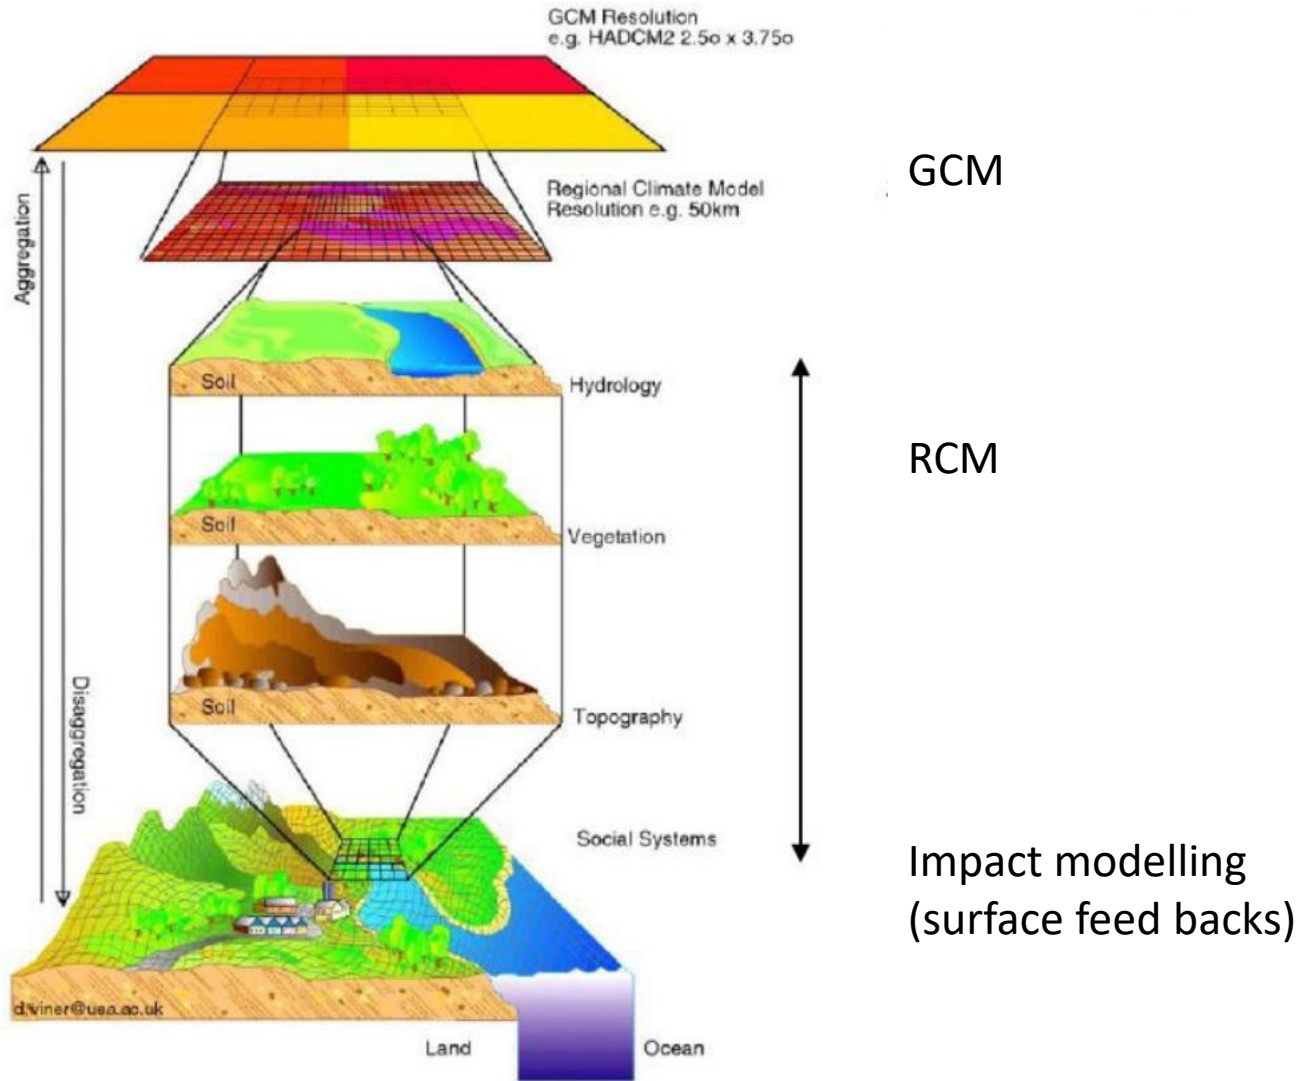 GCM Resolution
e.g. HADCM2 2.5o x 3.75o
GCM
Regional Climate Model
Resolution e.g. 50km
Aggregation
Soil
Hydrology
RCM
Soil
Vegetation
Soil
Topography
Disaggregation
Social Systems
Impact modelling
(surface feed backs)
d.viner@uea.ac.uk
Land
Ocean